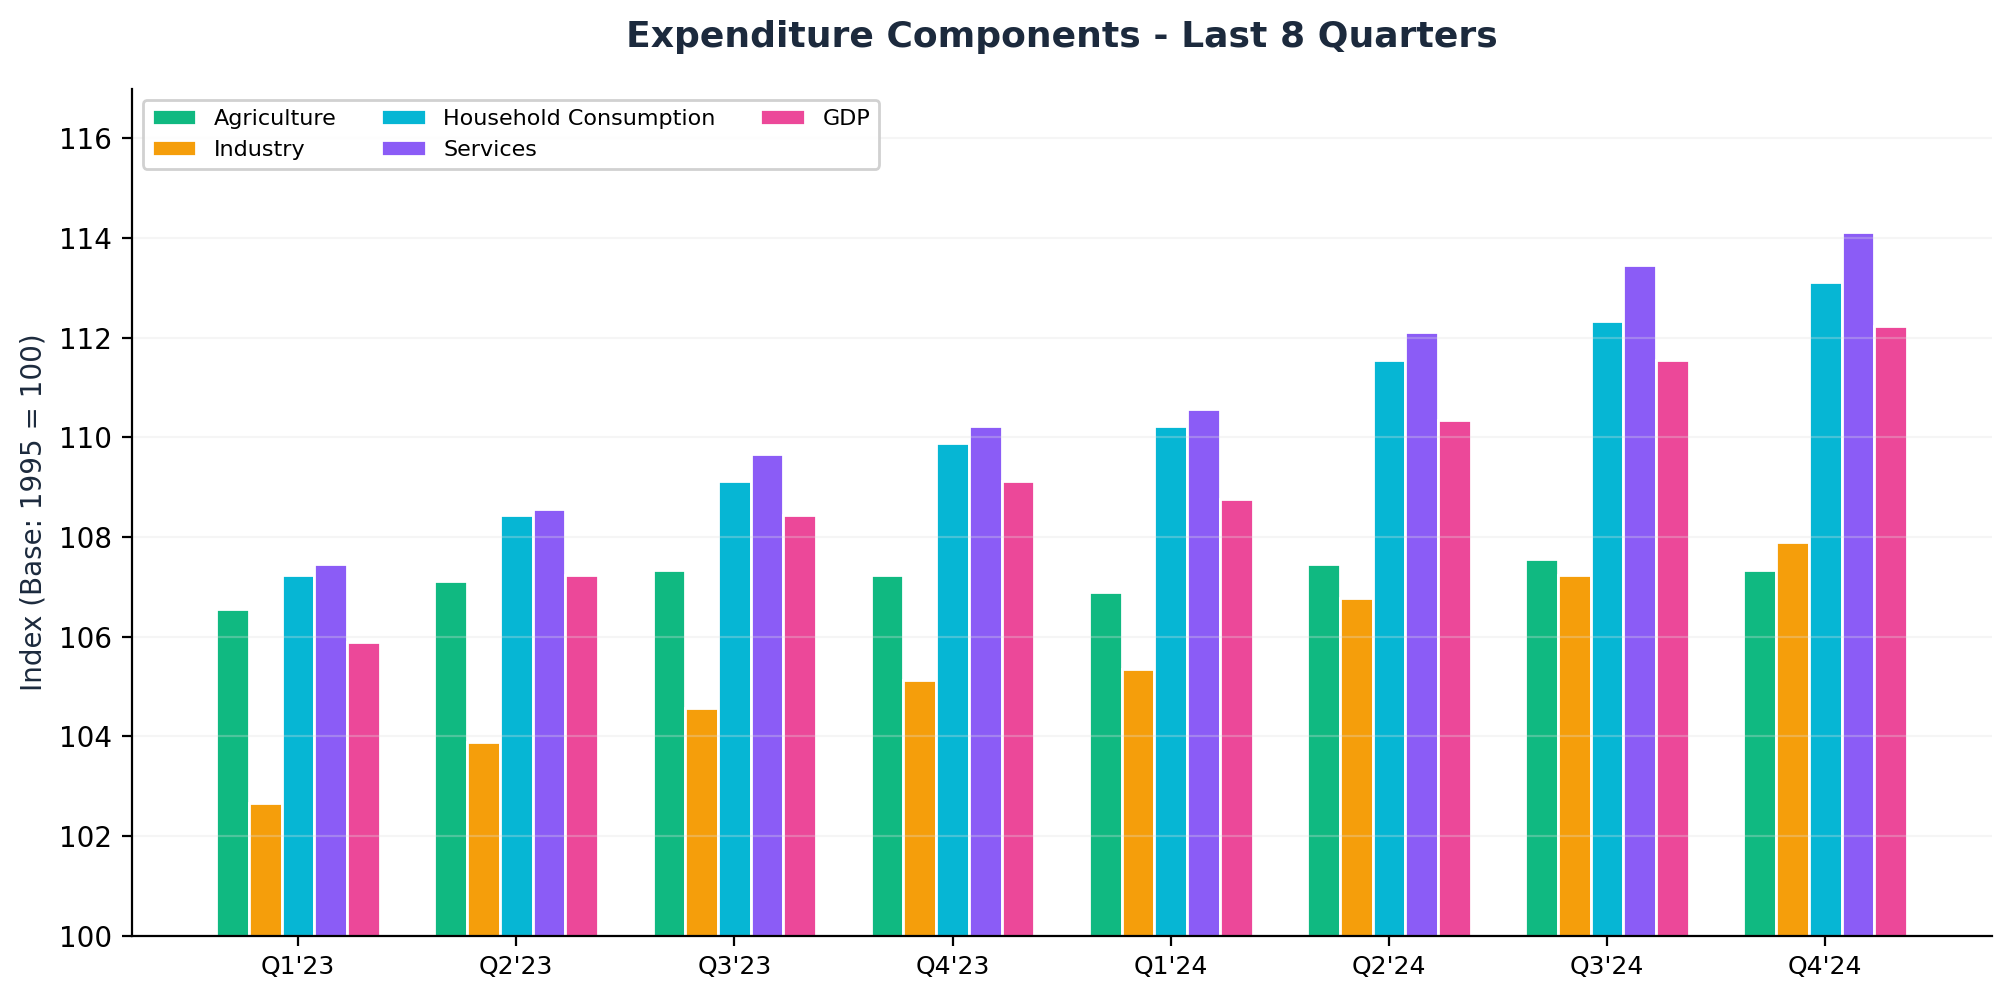 Expenditure Components - Last 8 Quarters
Agriculture
Industry
Household Consumption
Services
GDP
Index (Base: 1995 = 100)
116
114
112
110
108
106
104
102
100
Q1'23 Q2'23 Q3'23 Q4'23 Q1'24 Q2'24 Q3'24 Q4'24